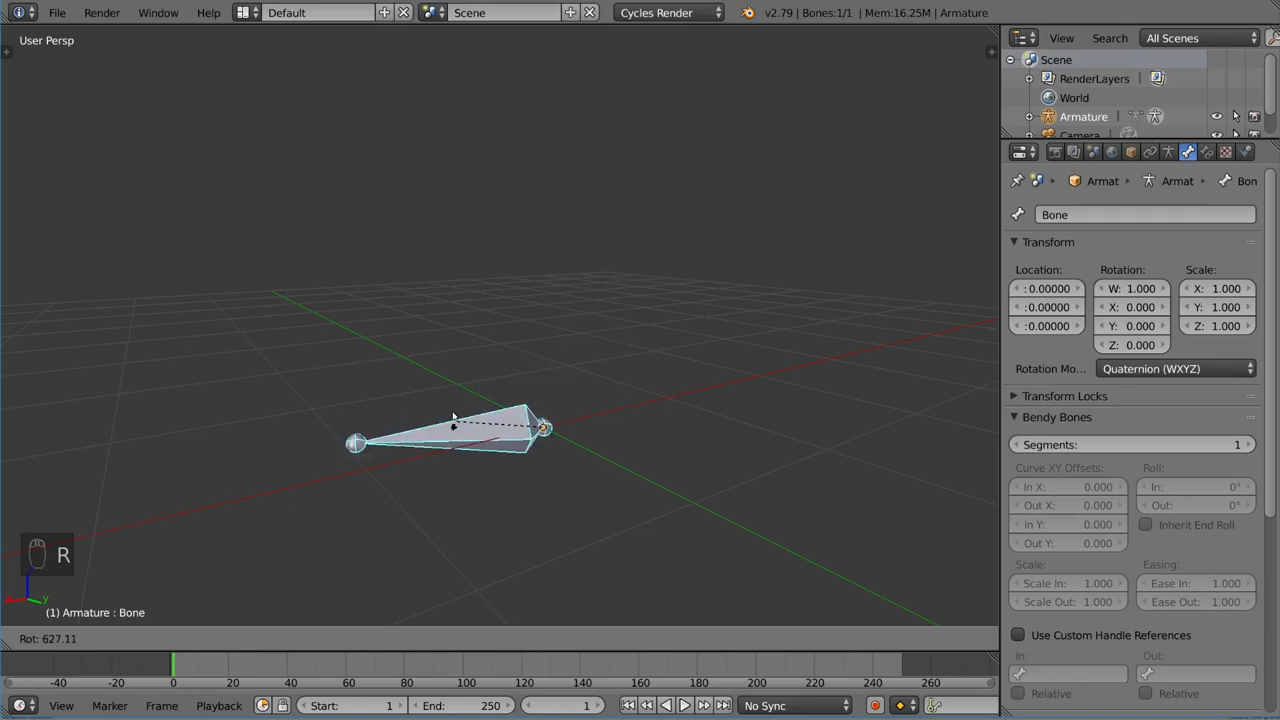 File Render Window Help Default Scene Cycles Render v2.79 | Bones:1/1 | Mem:16.25M | Armature
User Persp
View Search All Scenes
Scene
RenderLayers
World
Armature
Camera
Armat Armat Bon
Bone
Transform
Location: Rotation: Scale:
: 0.00000 W: 1.000 X: 1.000
: 0.00000 X: 0.000 Y: 1.000
: 0.00000 Y: 0.000 Z: 1.000
Z: 0.000
Rotation Mo... Quaternion (WXYZ)
Transform Locks
Bendy Bones
Segments: 1
Curve XY Offsets: Roll:
In X: 0.000 In: 0°
Out X: 0.000 Out: 0°
In Y: 0.000 Inherit End Roll
Out Y: 0.000
Scale: Easing:
Scale In: 1.000 Ease In: 1.000
Scale Out: 1.000 Ease Out: 1.000
Use Custom Handle References
In: Out:
Relative Relative
R
x y
(1) Armature : Bone
Rot: 627.11
-40 -20 0 20 40 60 80 100 120 140 160 180 200 220 240 260
View Marker Frame Playback Start: 1 End: 250 1 No Sync